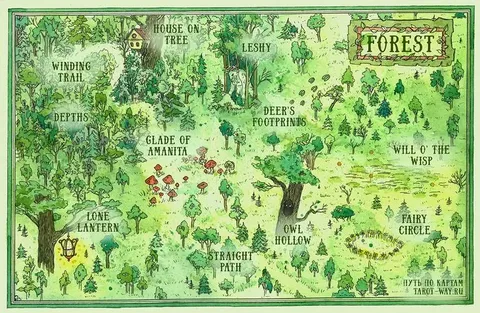 HOUSE ON
TREE
LESHY
FOREST
WINDING
TRAIL
DEPTHS
DEER'S
FOOTPRINTS
GLADE OF
AMANITA
WILL O' THE
WISP
LONE
LANTERN
OWL
HOLLOW
FAIRY
CIRCLE
STRAIGHT
PATH
ПУТЬ ПО КАРТАМ
TAROT-WAY.RU